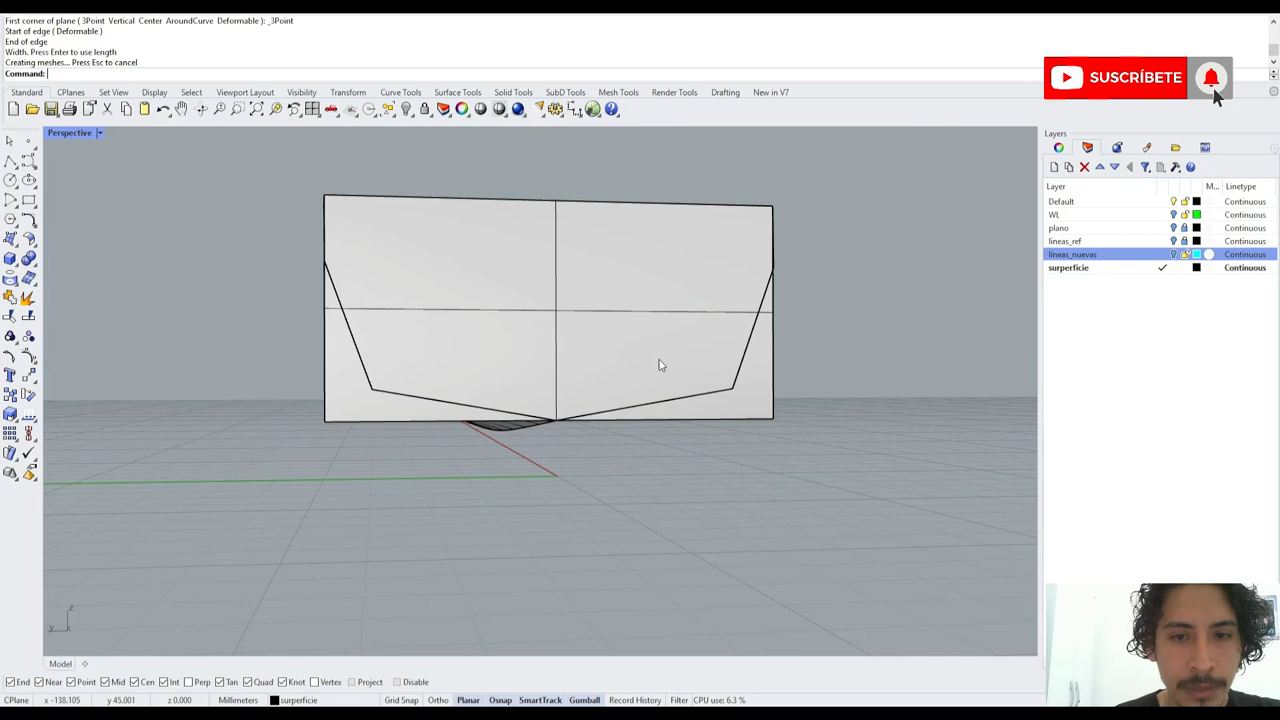 First corner of plane ( 3Point Vertical Center AroundCurve Deformable ): _3Point
Start of edge ( Deformable )
End of edge
Width. Press Enter to use length
Creating meshes... Press Esc to cancel
Command:
SUSCRÍBETE
Standard CPlanes Set View Display Select Viewport Layout Visibility Transform Curve Tools Surface Tools Solid Tools SubD Tools Mesh Tools Render Tools Drafting New in V7
Perspective
Layers
Layer M... Linetype
Default Continuous
WL Continuous
plano Continuous
lineas_ref Continuous
lineas_nuevas Continuous
surperficie Continuous
z
y x
Model
End Near Point Mid Cen Int Perp Tan Quad Knot Vertex Project Disable
CPlane x -138.105 y 45.001 z 0.000 Millimeters surperficie Grid Snap Ortho Planar Osnap SmartTrack Gumball Record History Filter CPU use: 6.3 %